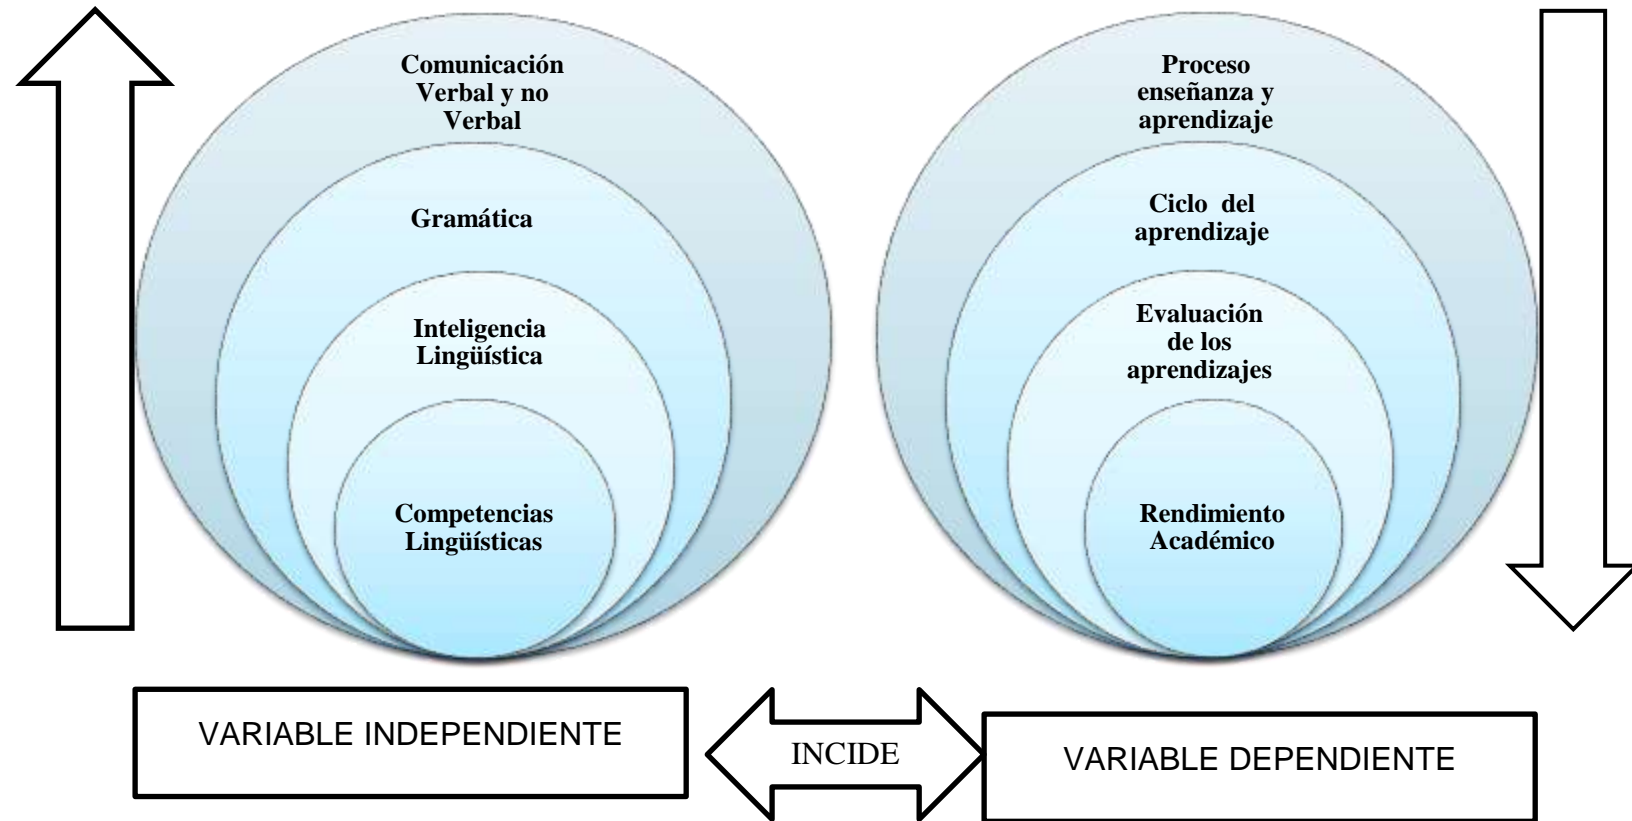 Comunicación
Verbal y no
Verbal
Gramática
Inteligencia
Lingüística
Competencias
Lingüísticas
Proceso
enseñanza y
aprendizaje
Ciclo del
aprendizaje
Evaluación
de los
aprendizajes
Rendimiento
Académico
VARIABLE INDEPENDIENTE
INCIDE
VARIABLE DEPENDIENTE